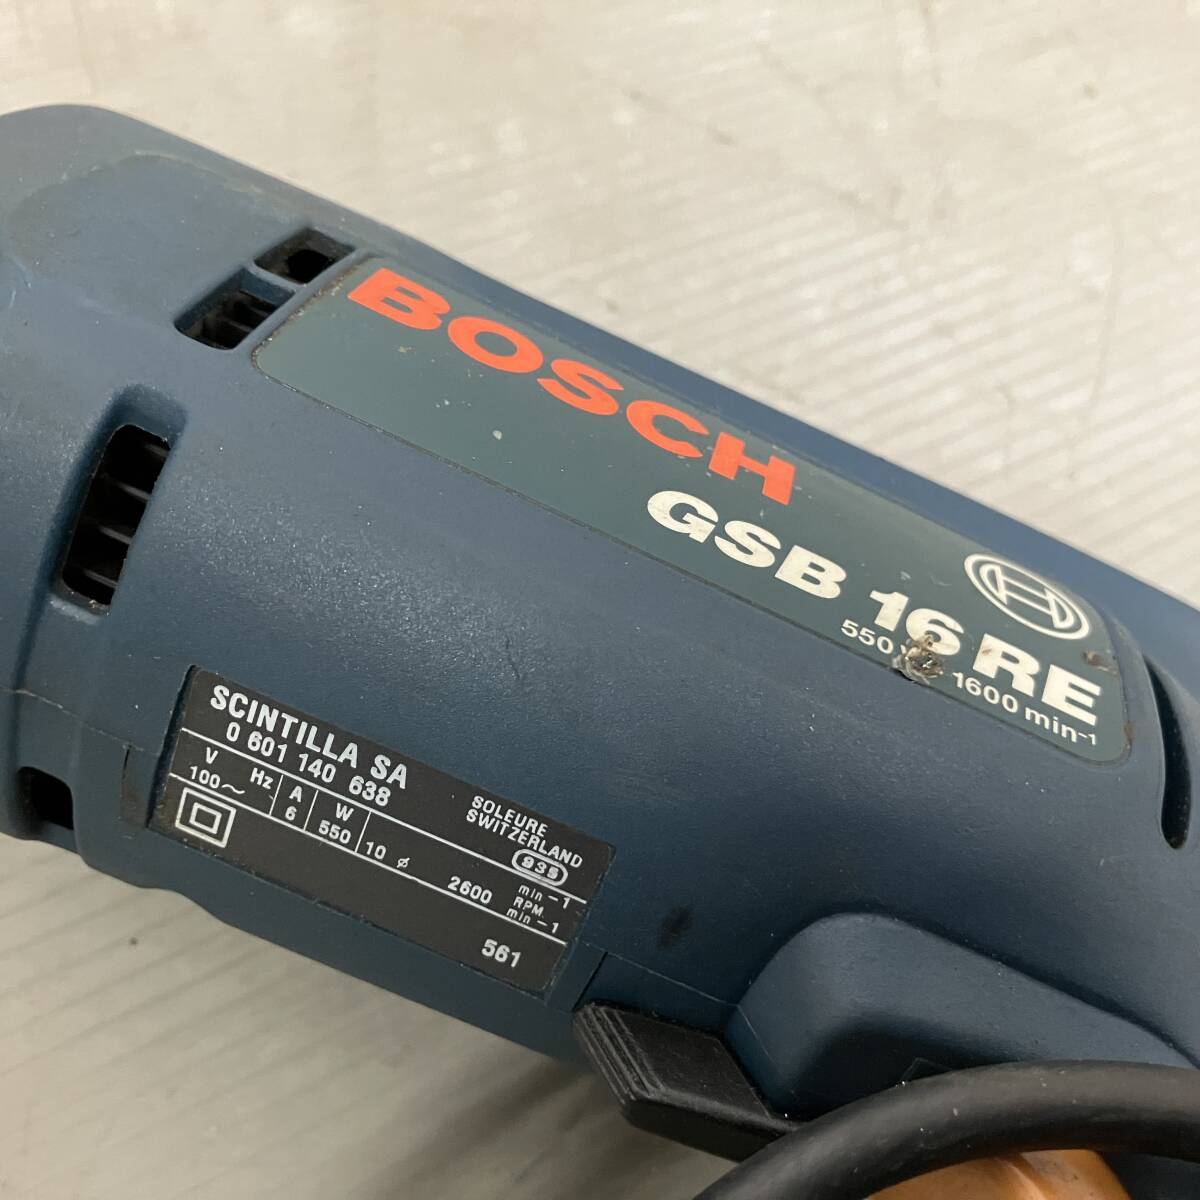 BOSCH
GSB 16 RE
550 1600 min-1
SCINTILLA SA
0 601 140 638
SOLEURE
SWITZERLAND
935
V Hz A W
100~ 6 550 10 ø 2600
min-1
RPM.
min-1
561